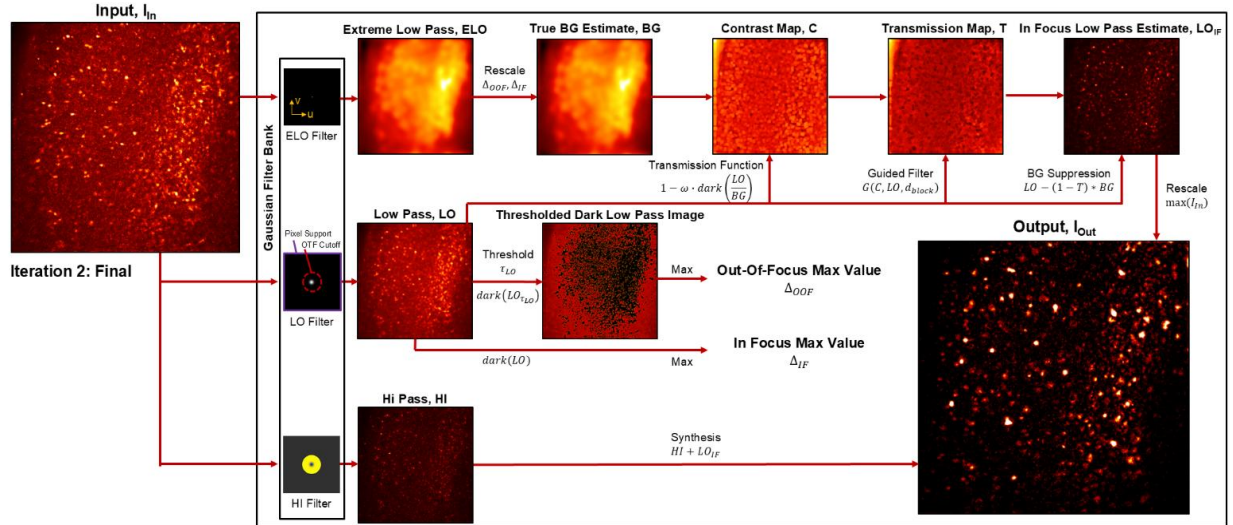 Input, I_In
Iteration 2: Final
Gaussian Filter Bank
V
u
ELO Filter
Pixel Support
OTF Cutoff
LO Filter
HI Filter
Extreme Low Pass, ELO
Rescale
Δ_OOF, Δ_IF
True BG Estimate, BG
Contrast Map, C
Transmission Map, T
In Focus Low Pass Estimate, LO_IF
Transmission Function
1 − ω · dark(LO/BG)
Guided Filter
G(C, LO, d_block)
BG Suppression
LO − (1 − T) * BG
Rescale
max(I_In)
Low Pass, LO
Threshold
τ_LO
dark(LO_τ_LO)
Thresholded Dark Low Pass Image
Max
Out-Of-Focus Max Value
Δ_OOF
dark(LO)
Max
In Focus Max Value
Δ_IF
Hi Pass, HI
Synthesis
HI + LO_IF
Output, I_Out